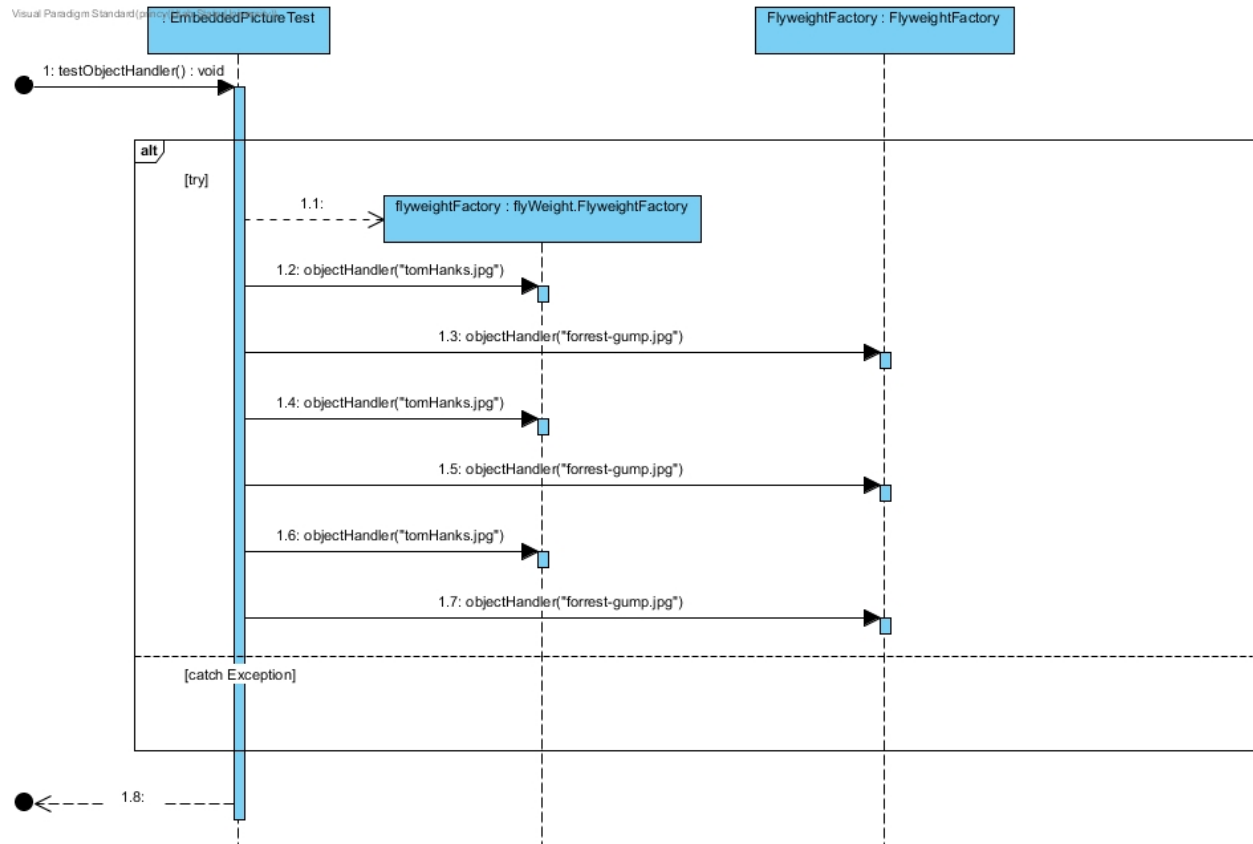 Visual Paradigm Standard(
: EmbeddedPictureTest
FlyweightFactory : FlyweightFactory
1: testObjectHandler() : void
alt
[try]
1.1:
flyweightFactory : flyWeight.FlyweightFactory
1.2: objectHandler("tomHanks.jpg")
1.3: objectHandler("forrest-gump.jpg")
1.4: objectHandler("tomHanks.jpg")
1.5: objectHandler("forrest-gump.jpg")
1.6: objectHandler("tomHanks.jpg")
1.7: objectHandler("forrest-gump.jpg")
[catch Exception]
1.8: